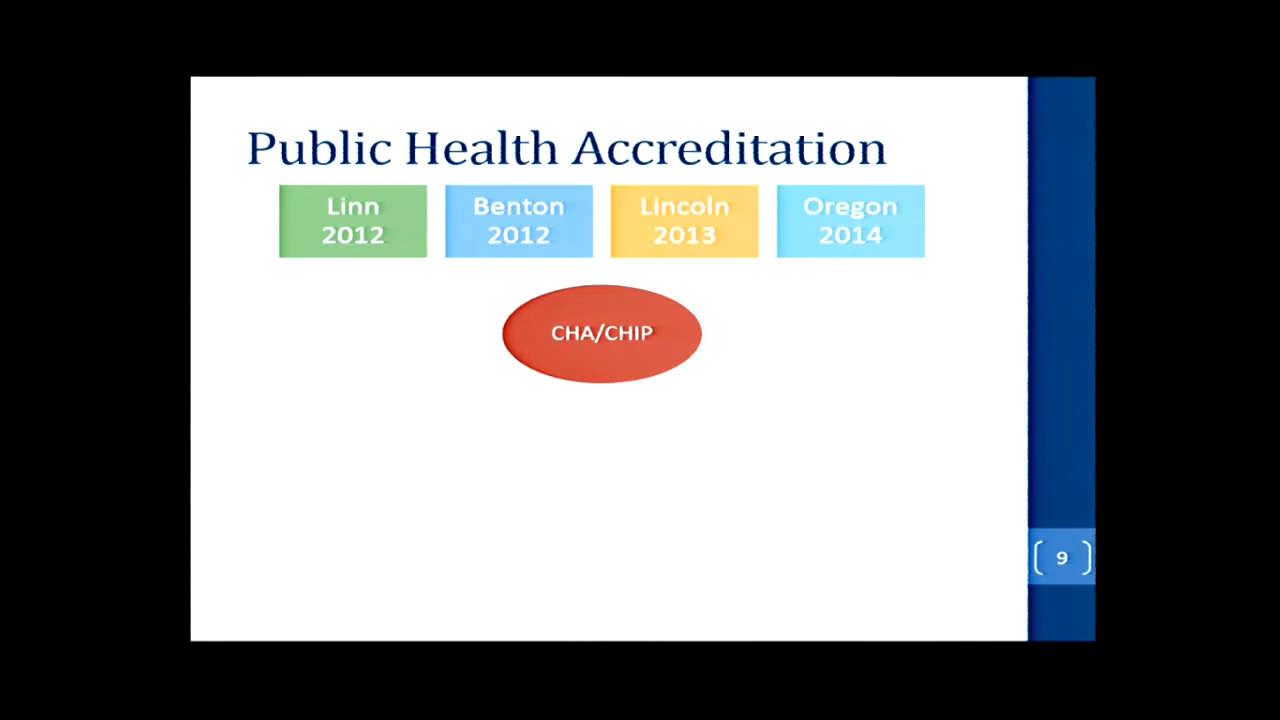 Public Health Accreditation
Linn
2012
Benton
2012
Lincoln
2013
Oregon
2014
CHA/CHIP
9